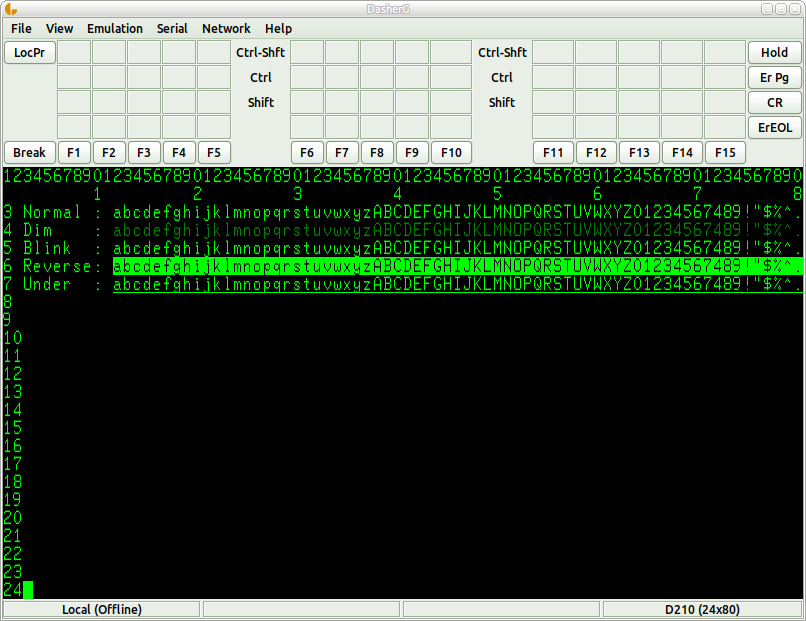 DasherG
File View Emulation Serial Network Help
LocPr Ctrl-Shft Ctrl-Shft Hold
Ctrl Ctrl Er Pg
Shift Shift CR
ErEOL
Break F1 F2 F3 F4 F5 F6 F7 F8 F9 F10 F11 F12 F13 F14 F15
12345678901234567890123456789012345678901234567890123456789012345678901234567890
1 2 3 4 5 6 7 8
3 Normal : abcdefghijklmnopqrstuvwxyzABCDEFGHIJKLMNOPQRSTUVWXYZ01234567489!"$%^.
4 Dim : abcdefghijklmnopqrstuvwxyzABCDEFGHIJKLMNOPQRSTUVWXYZ01234567489!"$%^.
5 Blink : abcdefghijklmnopqrstuvwxyzABCDEFGHIJKLMNOPQRSTUVWXYZ01234567489!"$%^.
6 Reverse: abcdefghijklmnopqrstuvwxyzABCDEFGHIJKLMNOPQRSTUVWXYZ01234567489!"$%^.
7 Under : abcdefghijklmnopqrstuvwxyzABCDEFGHIJKLMNOPQRSTUVWXYZ01234567489!"$%^.
8
9
10
11
12
13
14
15
16
17
18
19
20
21
22
23
24
Local (Offline) D210 (24x80)